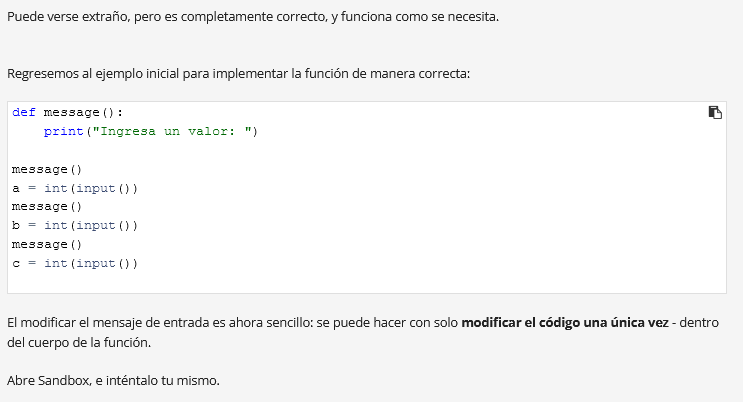 Puede verse extraño, pero es completamente correcto, y funciona como se necesita.
Regresemos al ejemplo inicial para implementar la función de manera correcta:
def message():
    print("Ingresa un valor: ")
message()
a = int(input())
message()
b = int(input())
message()
c = int(input())
El modificar el mensaje de entrada es ahora sencillo: se puede hacer con solo modificar el código una única vez - dentro
del cuerpo de la función.
Abre Sandbox, e inténtalo tu mismo.